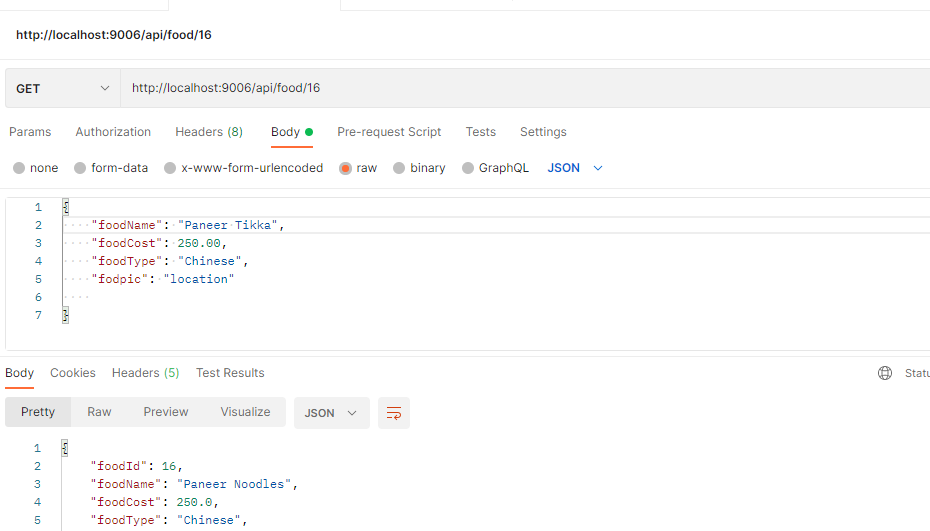 http://localhost:9006/api/food/16
GET http://localhost:9006/api/food/16
Params Authorization Headers (8) Body Pre-request Script Tests Settings
none form-data x-www-form-urlencoded raw binary GraphQL JSON
1 {
2 "foodName": "Paneer Tikka",
3 "foodCost": 250.00,
4 "foodType": "Chinese",
5 "fodpic": "location"
6
7 }
Body Cookies Headers (5) Test Results Statu
Pretty Raw Preview Visualize JSON
1 {
2 "foodId": 16,
3 "foodName": "Paneer Noodles",
4 "foodCost": 250.0,
5 "foodType": "Chinese",